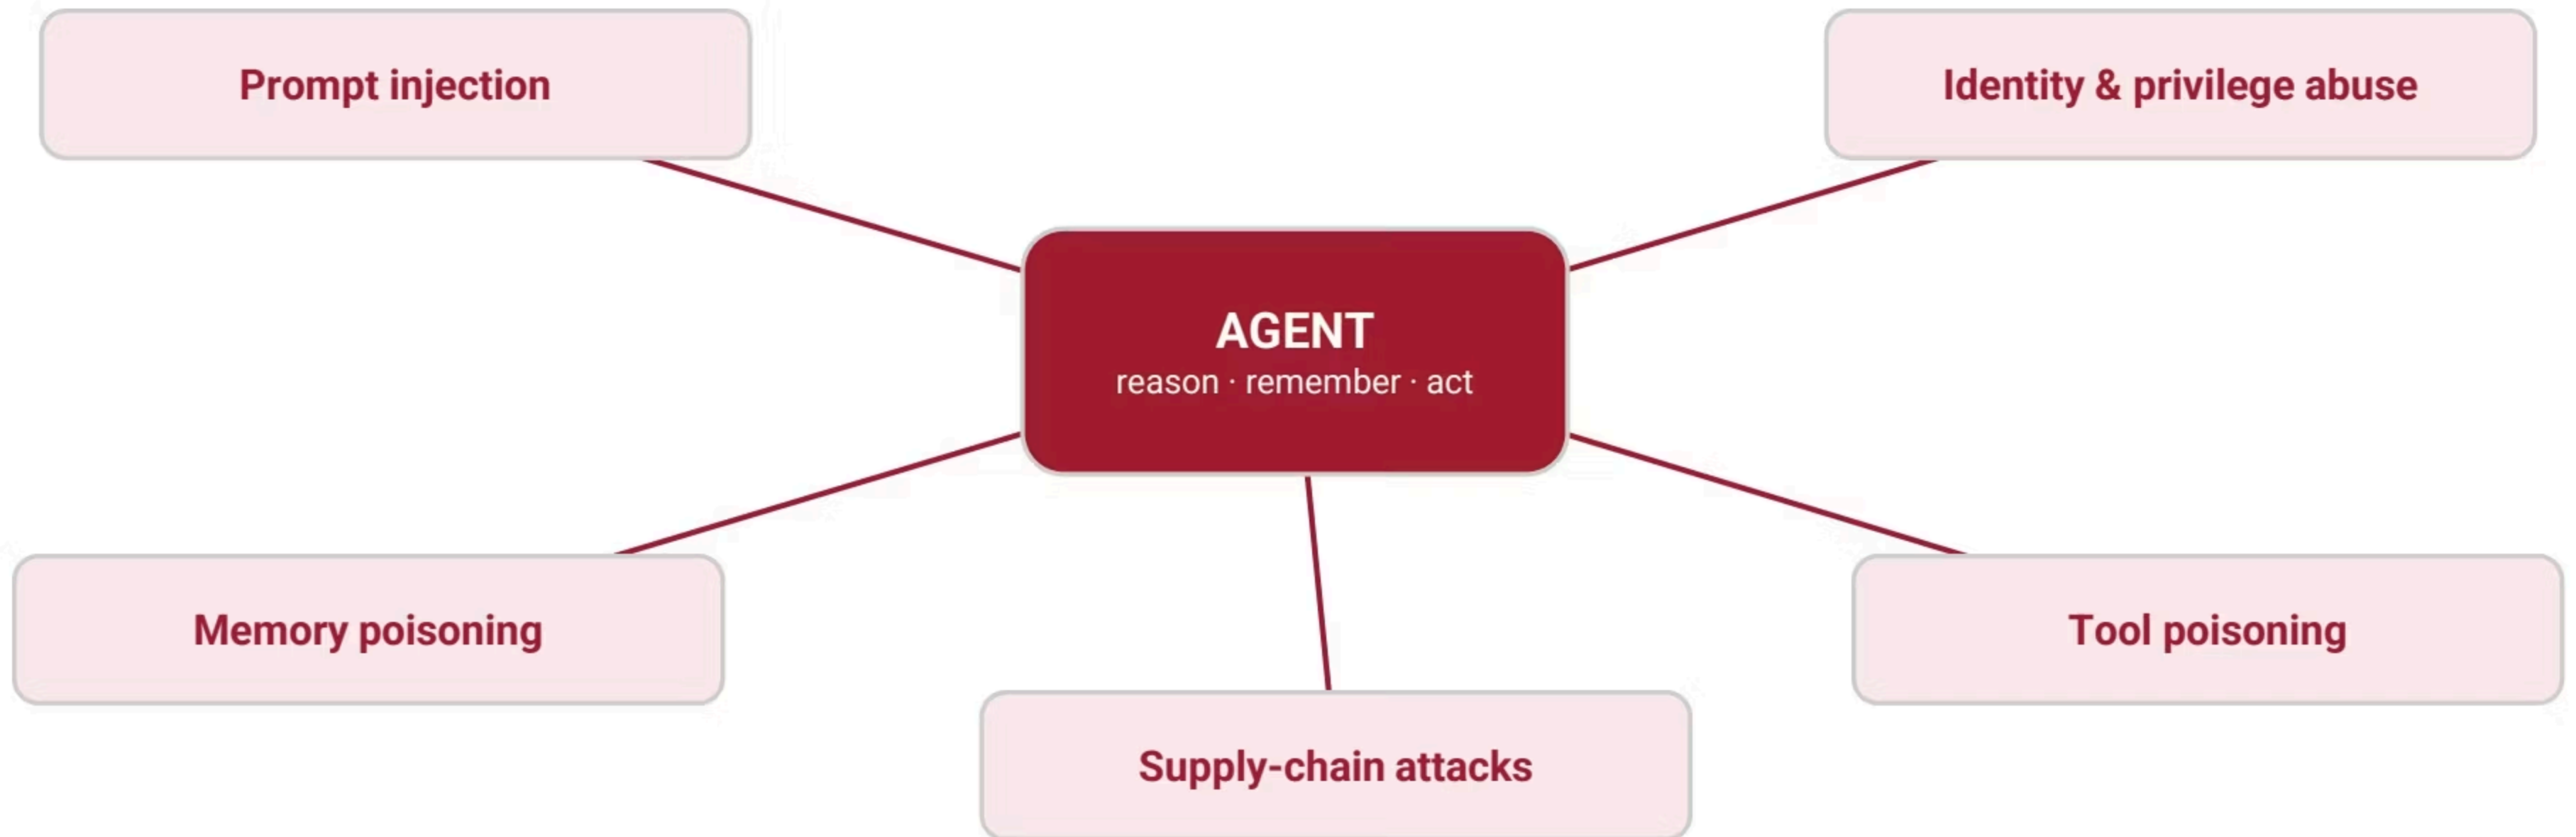 Prompt injection
Identity & privilege abuse
AGENT
reason · remember · act
Memory poisoning
Tool poisoning
Supply-chain attacks